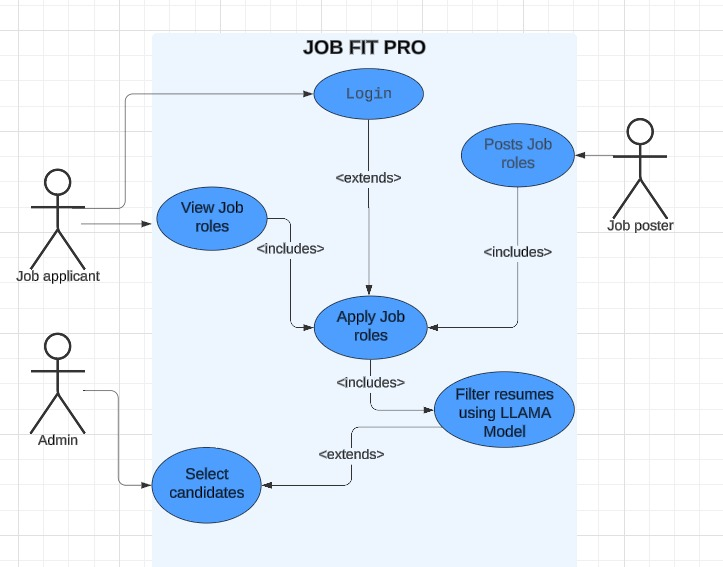 JOB FIT PRO
Login
Posts Job
roles
<extends>
View Job
roles
Job poster
<includes>
<includes>
Job applicant
Apply Job
roles
<includes>
Filter resumes
using LLAMA
Model
Admin
<extends>
Select
candidates